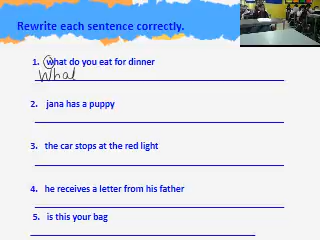 Rewrite each sentence correctly.
1. what do you eat for dinner
What
2. jana has a puppy
3. the car stops at the red light
4. he receives a letter from his father
5. is this your bag